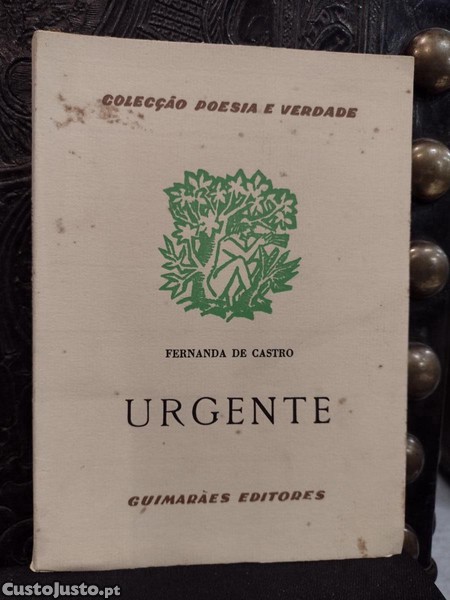 COLECÇÃO POESIA E VERDADE
FERNANDA DE CASTRO
URGENTE
GUIMARÃES EDITORES
CustoJusto.pt